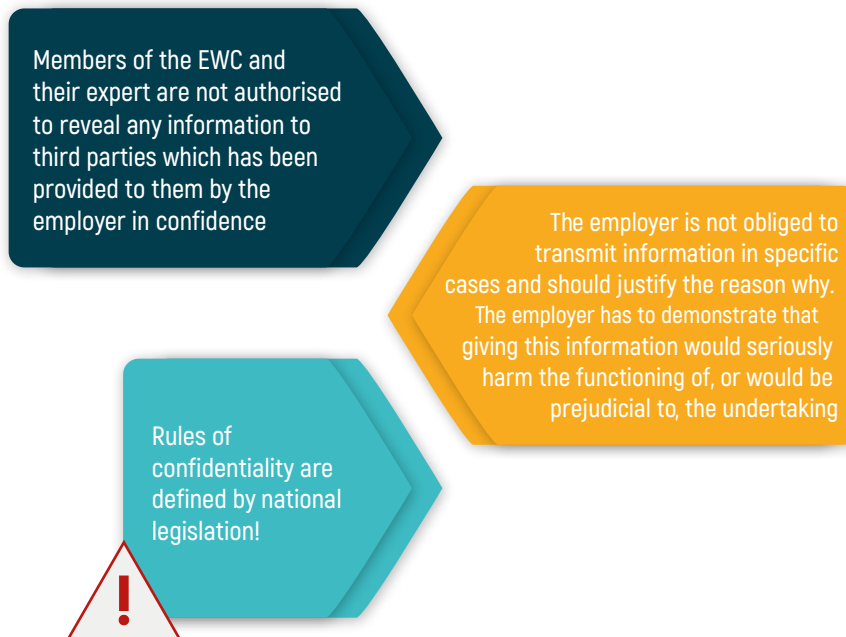 Members of the EWC and
their expert are not authorised
to reveal any information to
third parties which has been
provided to them by the
employer in confidence
The employer is not obliged to
transmit information in specific
cases and should justify the reason why.
The employer has to demonstrate that
giving this information would seriously
harm the functioning of, or would be
prejudicial to, the undertaking
Rules of
confidentiality are
defined by national
legislation!
!